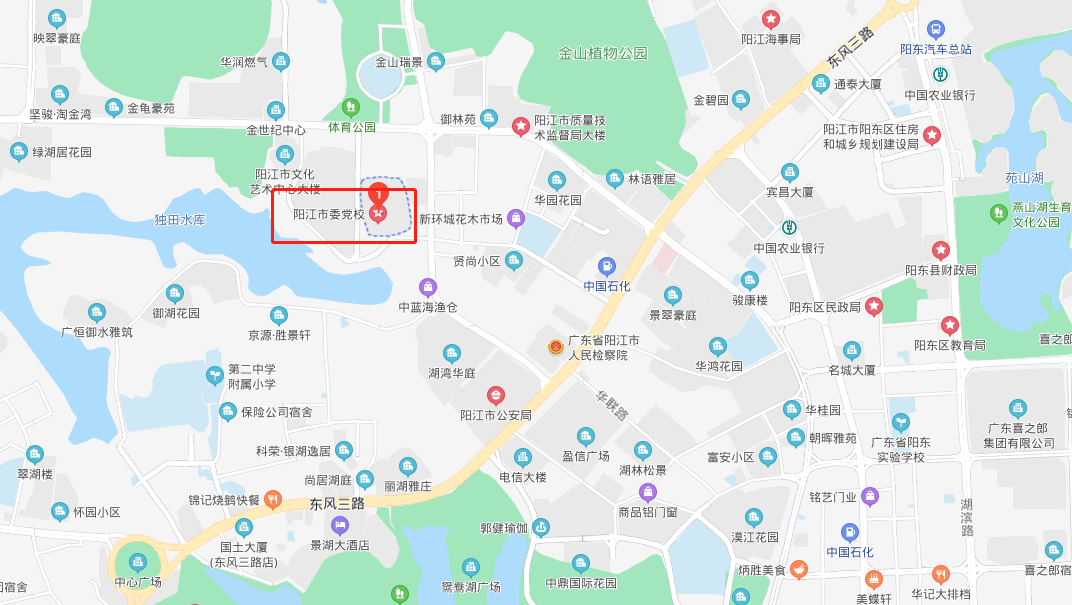 映翠豪庭
华润燃气
金山瑞景
金山植物公园
阳江海事局
东风三路
阳江汽车总站
通泰大厦
中国农业银行
坚骏·淘金湾
金龟豪苑
金世纪中心
体育公园
御林苑
阳江市质量技
术监督局大楼
金碧园
阳江市阳东区住房
和城乡规划建设局
绿湖居花园
阳江市文化
艺术中心大楼
林语雅居
宾昌大厦
苑山湖
华园花园
独田水库
阳江市委党校
1
新环城花木市场
燕山湖生育
文化公园
中国农业银行
贤尚小区
中国石化
阳东县财政局
骏康楼
御湖花园
中蓝海渔仓
景翠豪庭
阳东区民政局
广恒御水雅筑
京源·胜景轩
广东省阳江市
人民检察院
阳东区教育局
喜之郎
第二中学
附属小学
湖湾华庭
华鸿花园
名城大厦
保险公司宿舍
阳江市公安局
华联路
华桂园
科荣·银湖逸居
盈信广场
朝晖雅苑
广东省阳东
实验学校
广东喜之郎
集团有限公司
翠湖楼
尚居湖庭
丽湖雅庄
电信大楼
湖林松景
富安小区
锦记烧鹅快餐
东风三路
商品铝门窗
铭艺门业
湖滨路
怀园小区
国土大厦
(东风三路店)
景湖大酒店
郭健瑜伽
漠江花园
中国石化
中心广场
鸳鸯湖广场
中鼎国际花园
炳胜美食
美蝶轩
华记大排档
喜之郎宿
宿舍